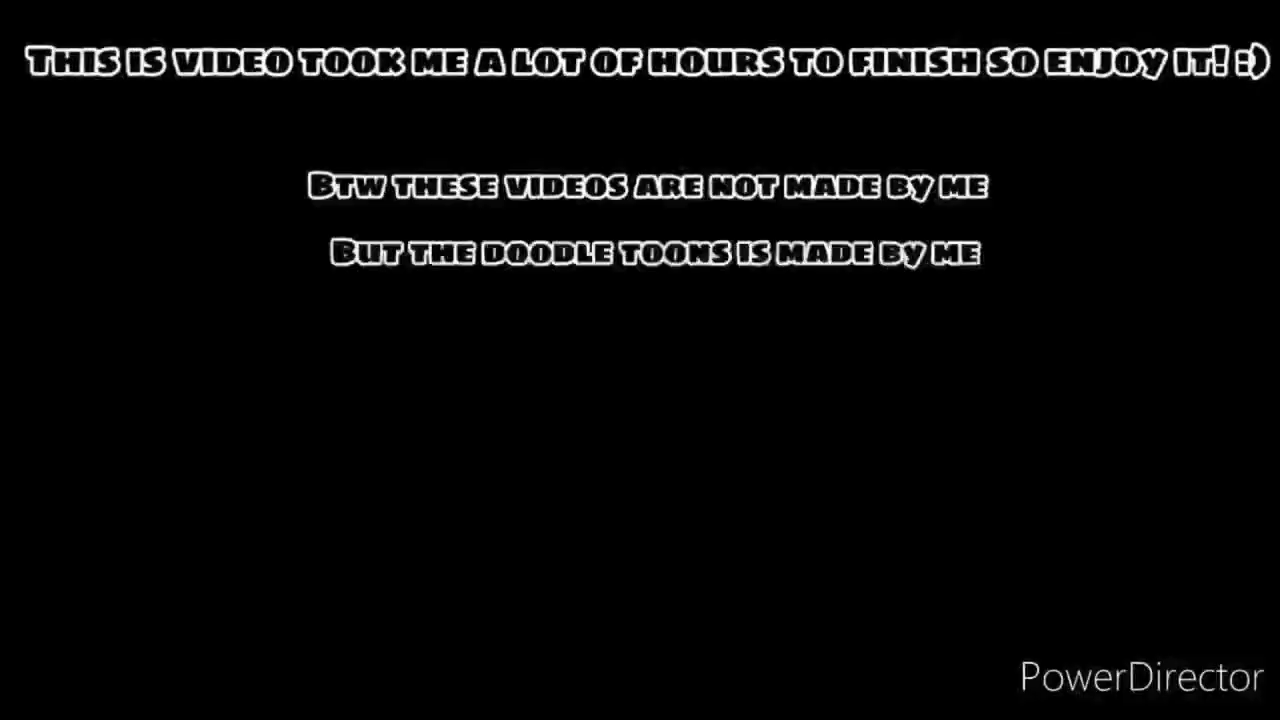 This is video took me a lot of hours to finish so enjoy it! :)
Btw these videos are not made by me
But the doodle toons is made by me
PowerDirector